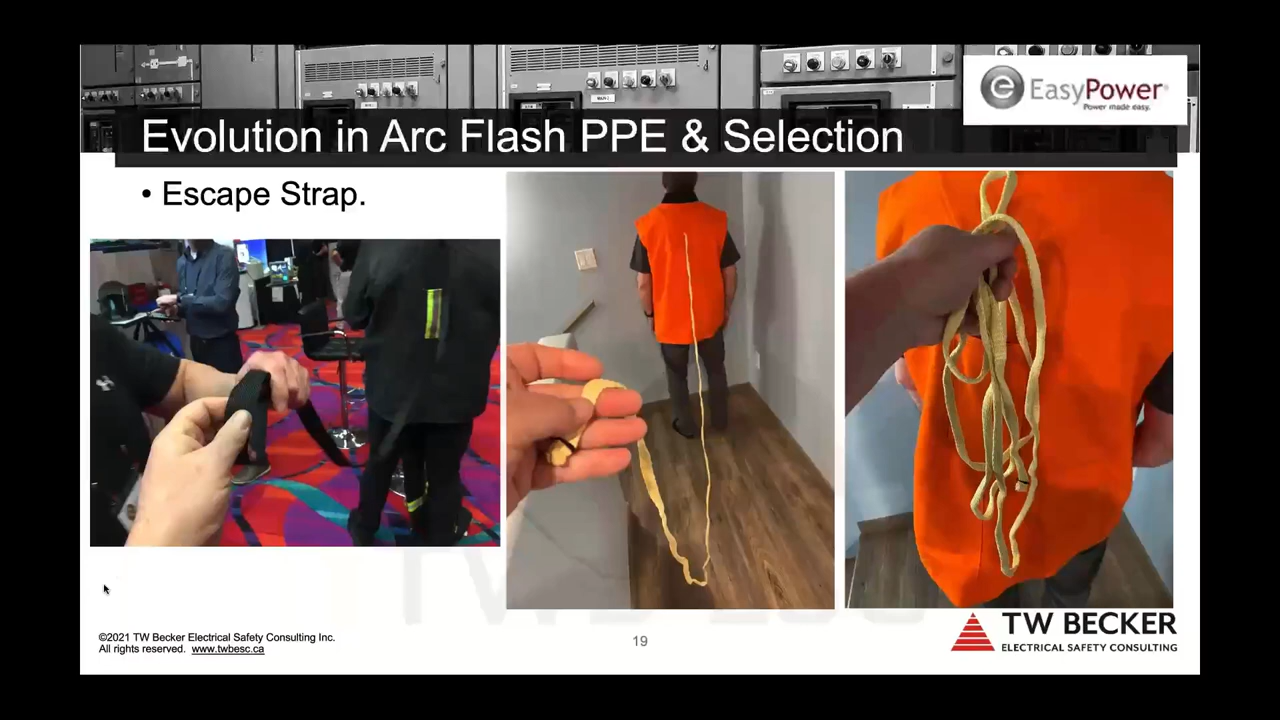 EasyPower
Power made easy.
Evolution in Arc Flash PPE & Selection
• Escape Strap.
©2021 TW Becker Electrical Safety Consulting Inc.
All rights reserved. www.twbesc.ca
19
TW BECKER
ELECTRICAL SAFETY CONSULTING